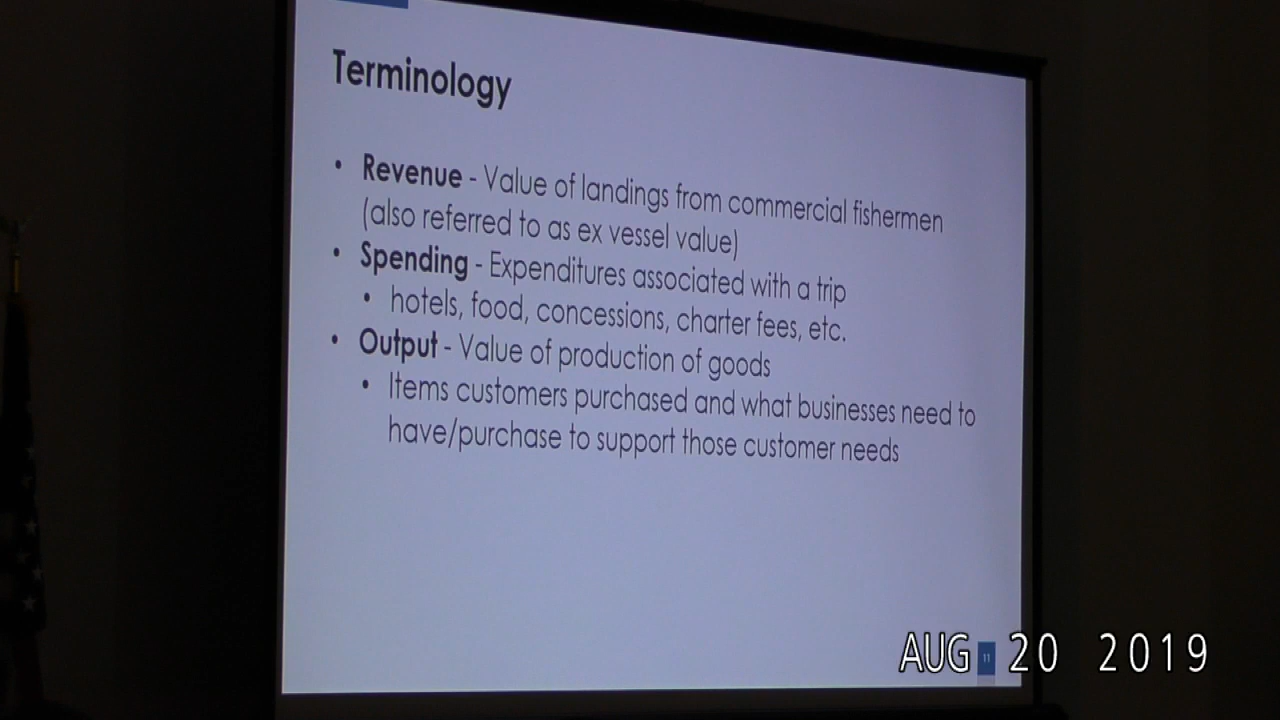 Terminology
• Revenue - Value of landings from commercial fishermen
(also referred to as ex vessel value)
• Spending - Expenditures associated with a trip
• hotels, food, concessions, charter fees, etc.
• Output - Value of production of goods
• Items customers purchased and what businesses need to
have/purchase to support those customer needs
11
AUG 20 2019